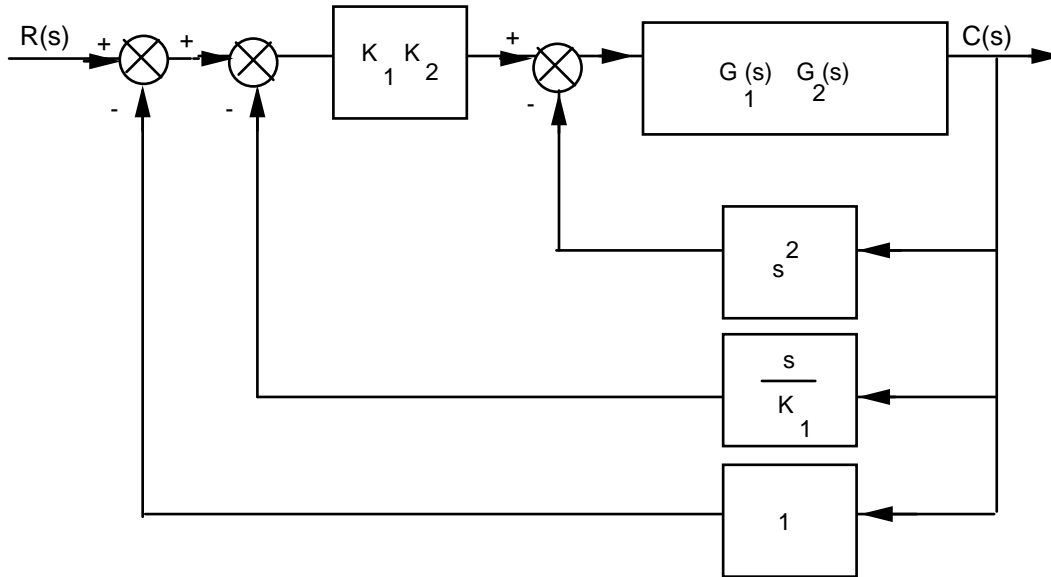 R(s)
+
-
+
-
K1 K2
+
-
G1(s) G2(s)
C(s)
s2
s
K1
1